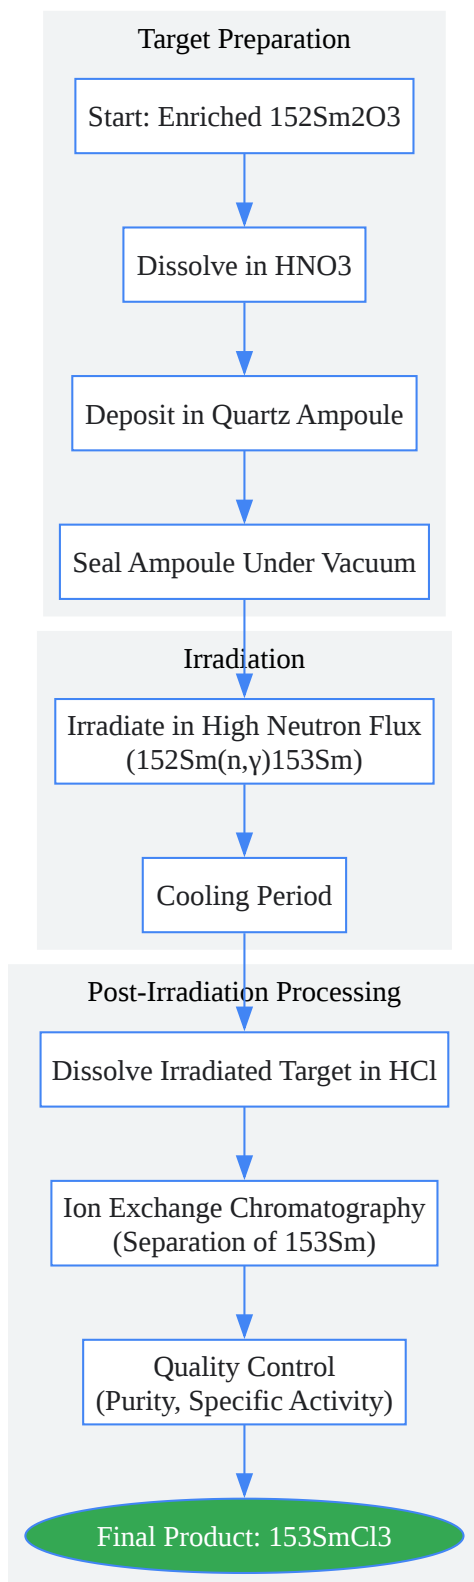 Target Preparation
Start: Enriched 152Sm2O3
Dissolve in HNO3
Deposit in Quartz Ampoule
Seal Ampoule Under Vacuum
Irradiation
Irradiate in High Neutron Flux
(152Sm(n,γ)153Sm)
Cooling Period
Post-Irradiation Processing
Dissolve Irradiated Target in HCl
Ion Exchange Chromatography
(Separation of 153Sm)
Quality Control
(Purity, Specific Activity)
Final Product: 153SmCl3